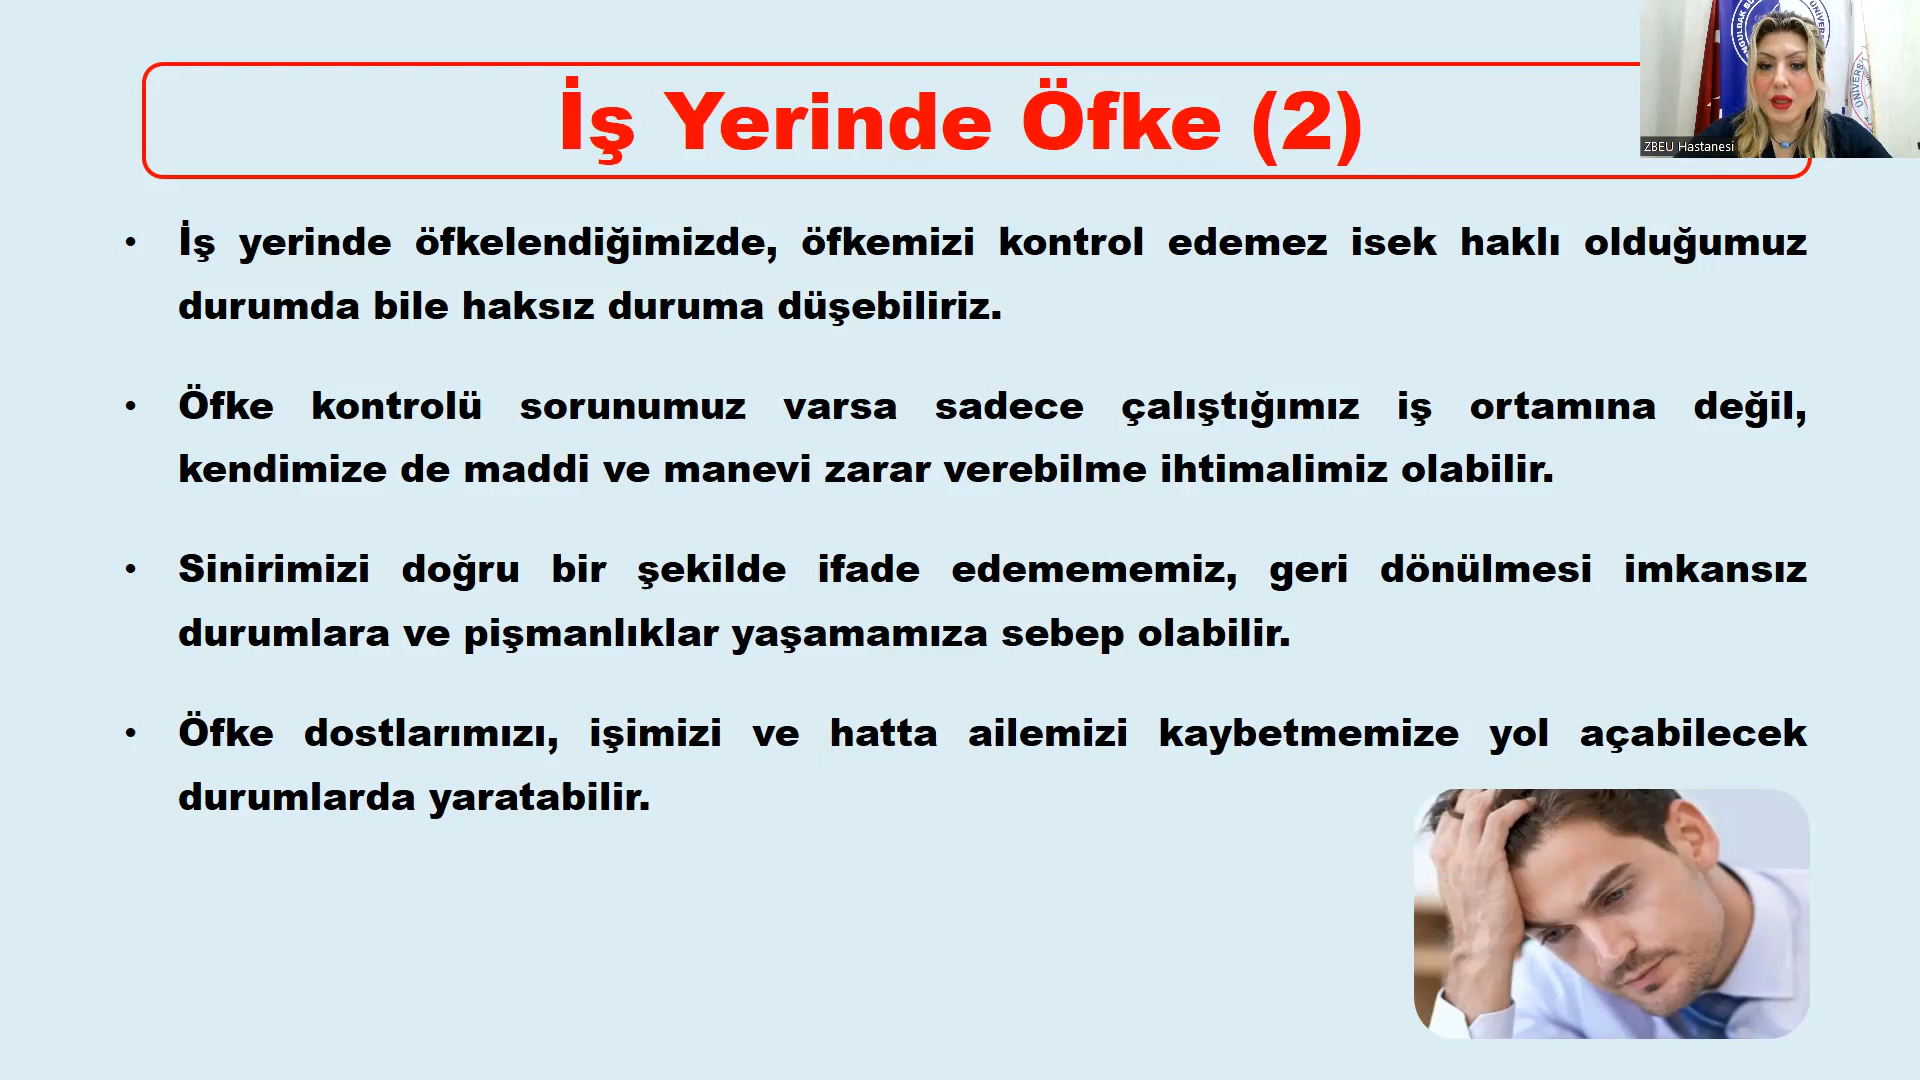 İş Yerinde Öfke (2)
ZBEU Hastanesi
• İş yerinde öfkelendiğimizde, öfkemizi kontrol edemez isek haklı olduğumuz
durumda bile haksız duruma düşebiliriz.
• Öfke kontrolü sorunumuz varsa sadece çalıştığımız iş ortamına değil,
kendimize de maddi ve manevi zarar verebilme ihtimalimiz olabilir.
• Sinirimizi doğru bir şekilde ifade edemememiz, geri dönülmesi imkansız
durumlara ve pişmanlıklar yaşamamıza sebep olabilir.
• Öfke dostlarımızı, işimizi ve hatta ailemizi kaybetmemize yol açabilecek
durumlarda yaratabilir.